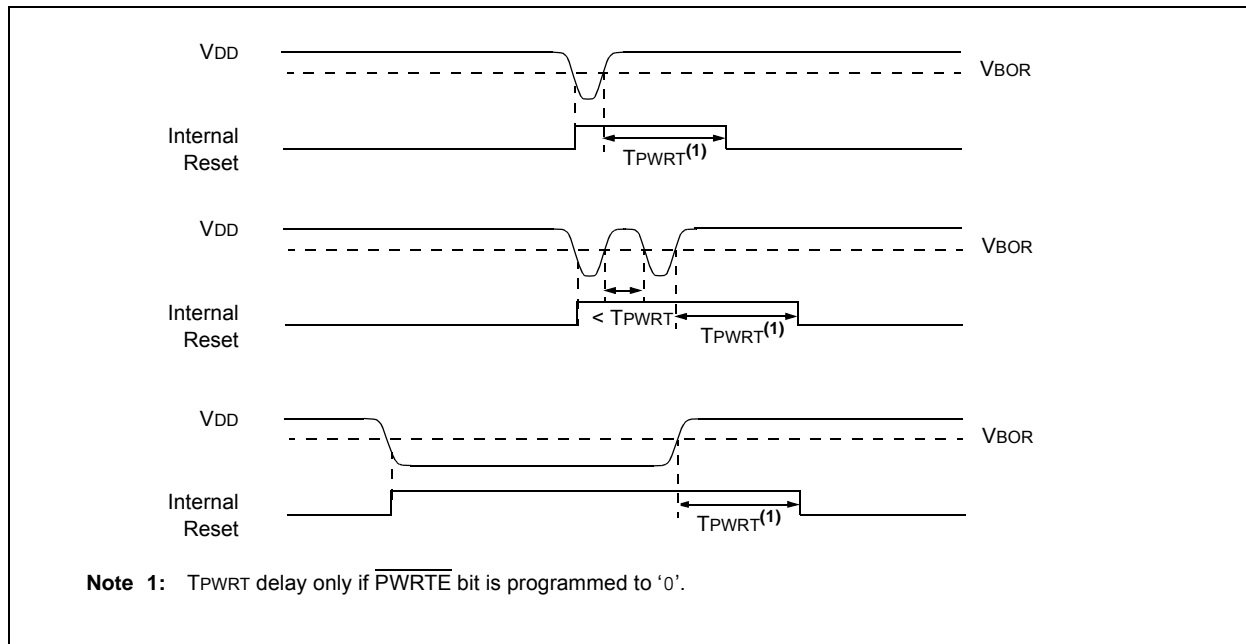 VDD
VBOR
Internal
Reset
TPWRT(1)
VDD
VBOR
Internal
Reset
< TPWRT
TPWRT(1)
VDD
VBOR
Internal
Reset
TPWRT(1)
Note 1: TPWRT delay only if PWRTE bit is programmed to ‘0’.